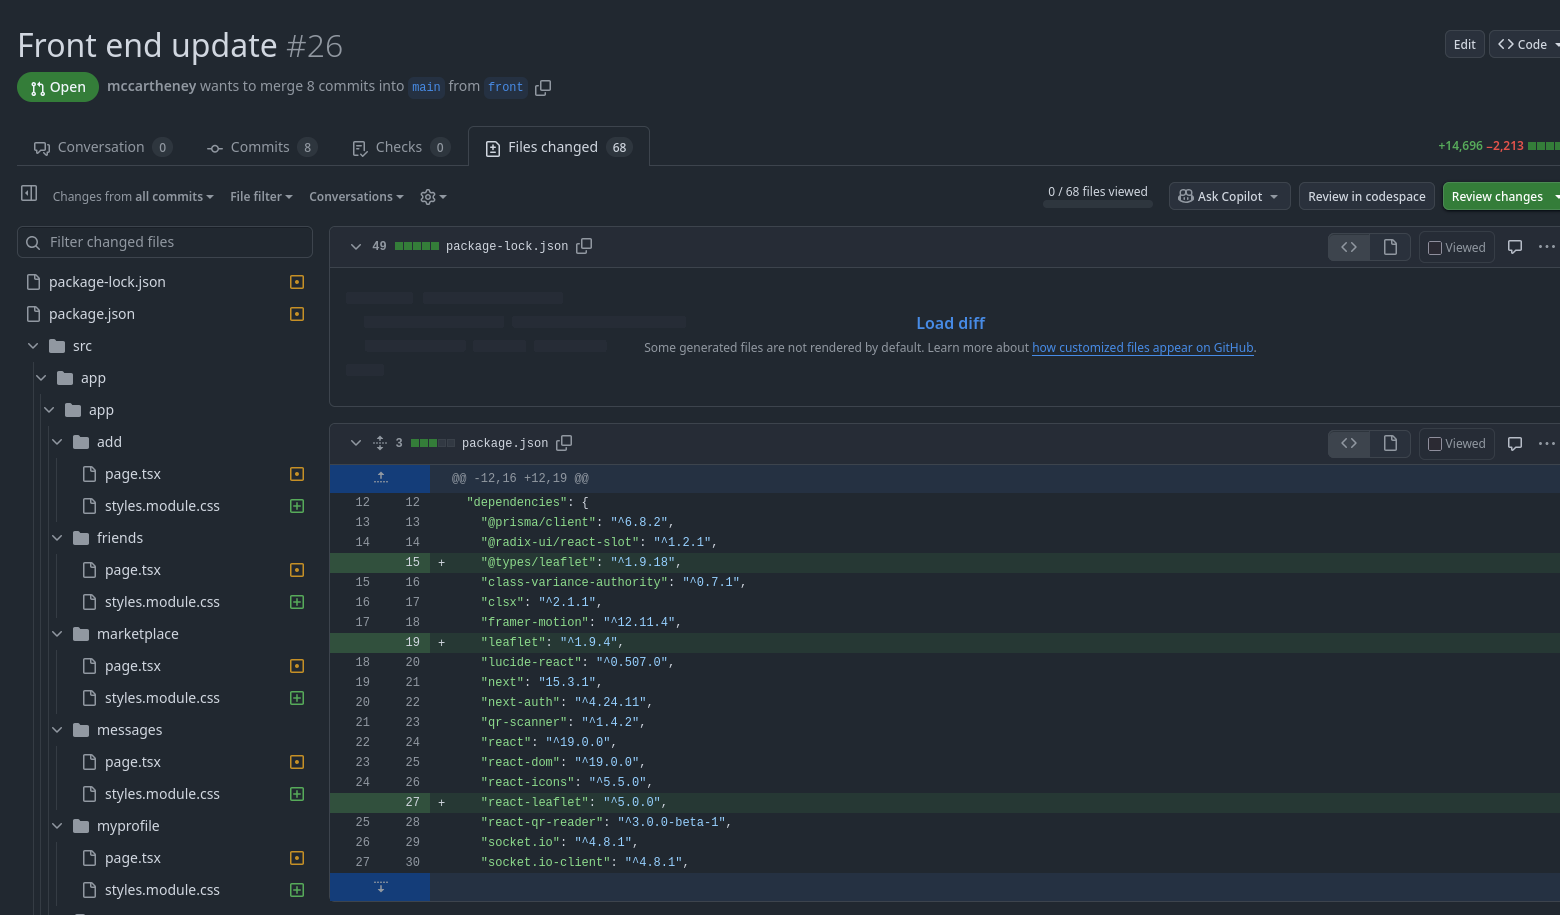 Front end update #26
Edit
Code
Open
mccartheney wants to merge 8 commits into main from front
Conversation 0
Commits 8
Checks 0
Files changed 68
+14,696 −2,213
Changes from all commits
File filter
Conversations
0 / 68 files viewed
Ask Copilot
Review in codespace
Review changes
Filter changed files
package-lock.json
package.json
src
app
app
add
page.tsx
styles.module.css
friends
page.tsx
styles.module.css
marketplace
page.tsx
styles.module.css
messages
page.tsx
styles.module.css
myprofile
page.tsx
styles.module.css
49 package-lock.json
Viewed
Load diff
Some generated files are not rendered by default. Learn more about how customized files appear on GitHub.
3 package.json
Viewed
@@ -12,16 +12,19 @@
12 12 "dependencies": {
13 13 "@prisma/client": "^6.8.2",
14 14 "@radix-ui/react-slot": "^1.2.1",
15 + "@types/leaflet": "^1.9.18",
15 16 "class-variance-authority": "^0.7.1",
16 17 "clsx": "^2.1.1",
17 18 "framer-motion": "^12.11.4",
19 + "leaflet": "^1.9.4",
18 20 "lucide-react": "^0.507.0",
19 21 "next": "15.3.1",
20 22 "next-auth": "^4.24.11",
21 23 "qr-scanner": "^1.4.2",
22 24 "react": "^19.0.0",
23 25 "react-dom": "^19.0.0",
24 26 "react-icons": "^5.5.0",
27 + "react-leaflet": "^5.0.0",
25 28 "react-qr-reader": "^3.0.0-beta-1",
26 29 "socket.io": "^4.8.1",
27 30 "socket.io-client": "^4.8.1",